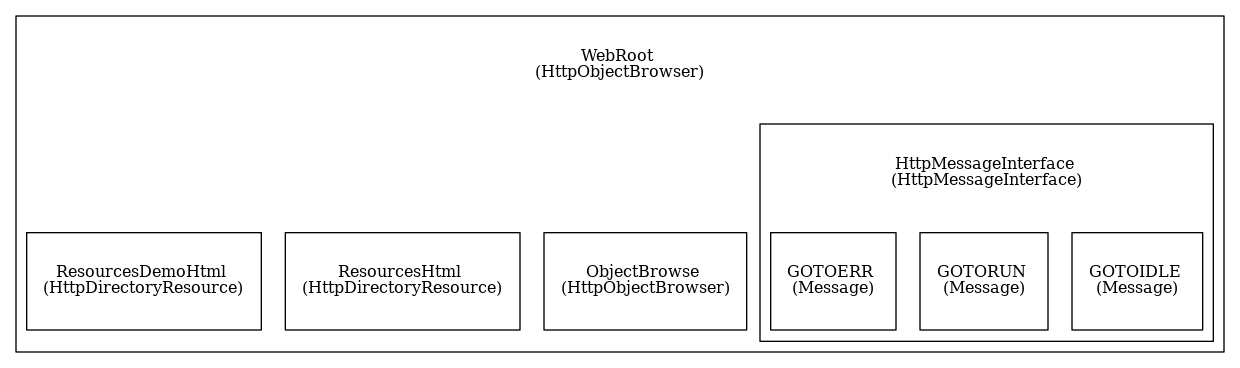 WebRoot
(HttpObjectBrowser)
HttpMessageInterface
(HttpMessageInterface)
ResourcesDemoHtml
(HttpDirectoryResource)
ResourcesHtml
(HttpDirectoryResource)
ObjectBrowse
(HttpObjectBrowser)
GOTOERR
(Message)
GOTORUN
(Message)
GOTOIDLE
(Message)